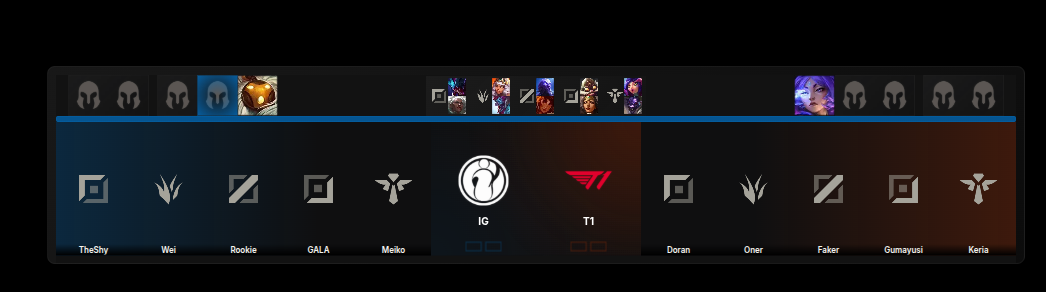 IG
T1
TheShy
Wei
Rookie
GALA
Meiko
Doran
Oner
Faker
Gumayusi
Keria